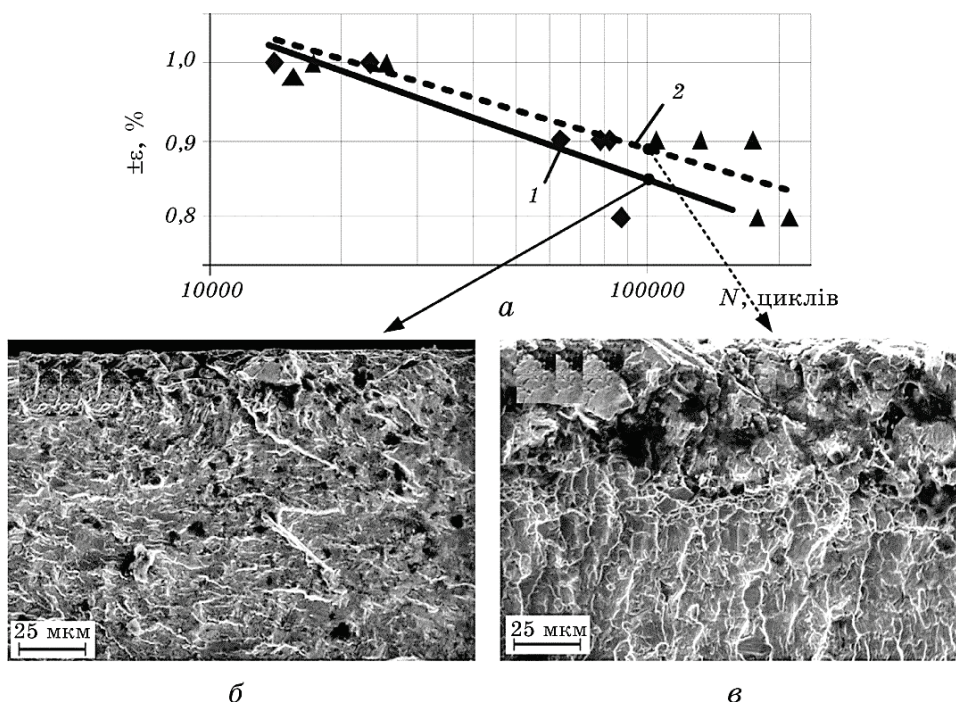 ±ε, %
1,0
0,9
0,8
1
2
10000
100000
N, циклів
а
25 мкм
25 мкм
б
в